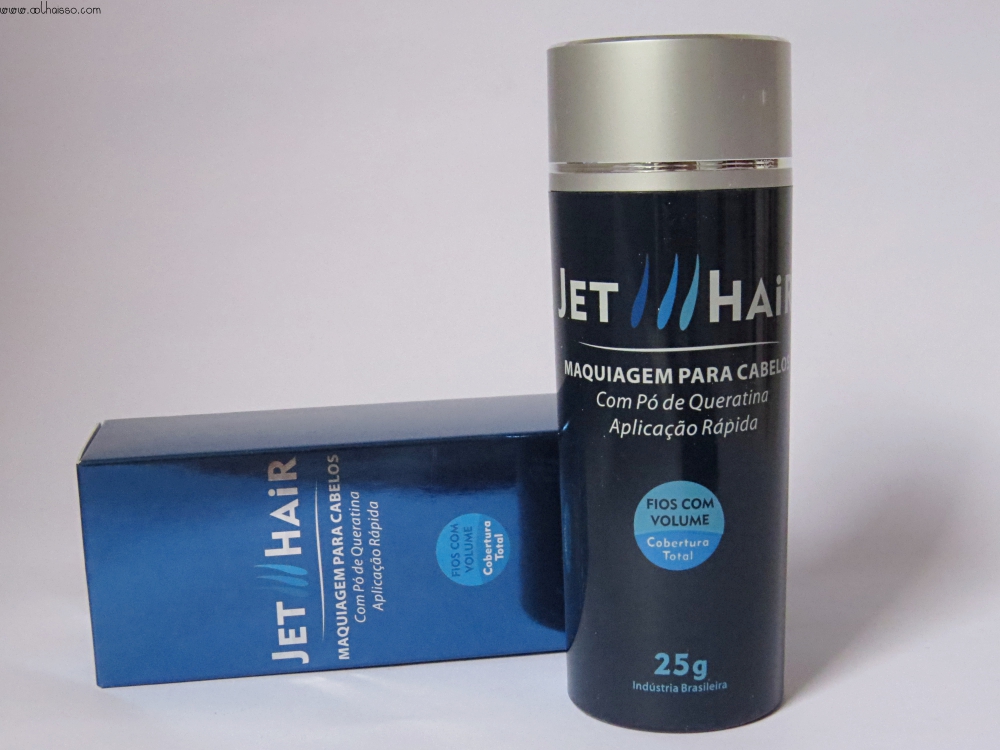 www.aolhaisso.com
JET HAiR
MAQUIAGEM PARA CABELOS
Com Pó de Queratina
Aplicação Rápida
FIOS COM
VOLUME
Cobertura
Total
25g
Indústria Brasileira
JET HAiR
MAQUIAGEM PARA CABELOS
Com Pó de Queratina
Aplicação Rápida
FIOS COM
VOLUME
Cobertura
Total